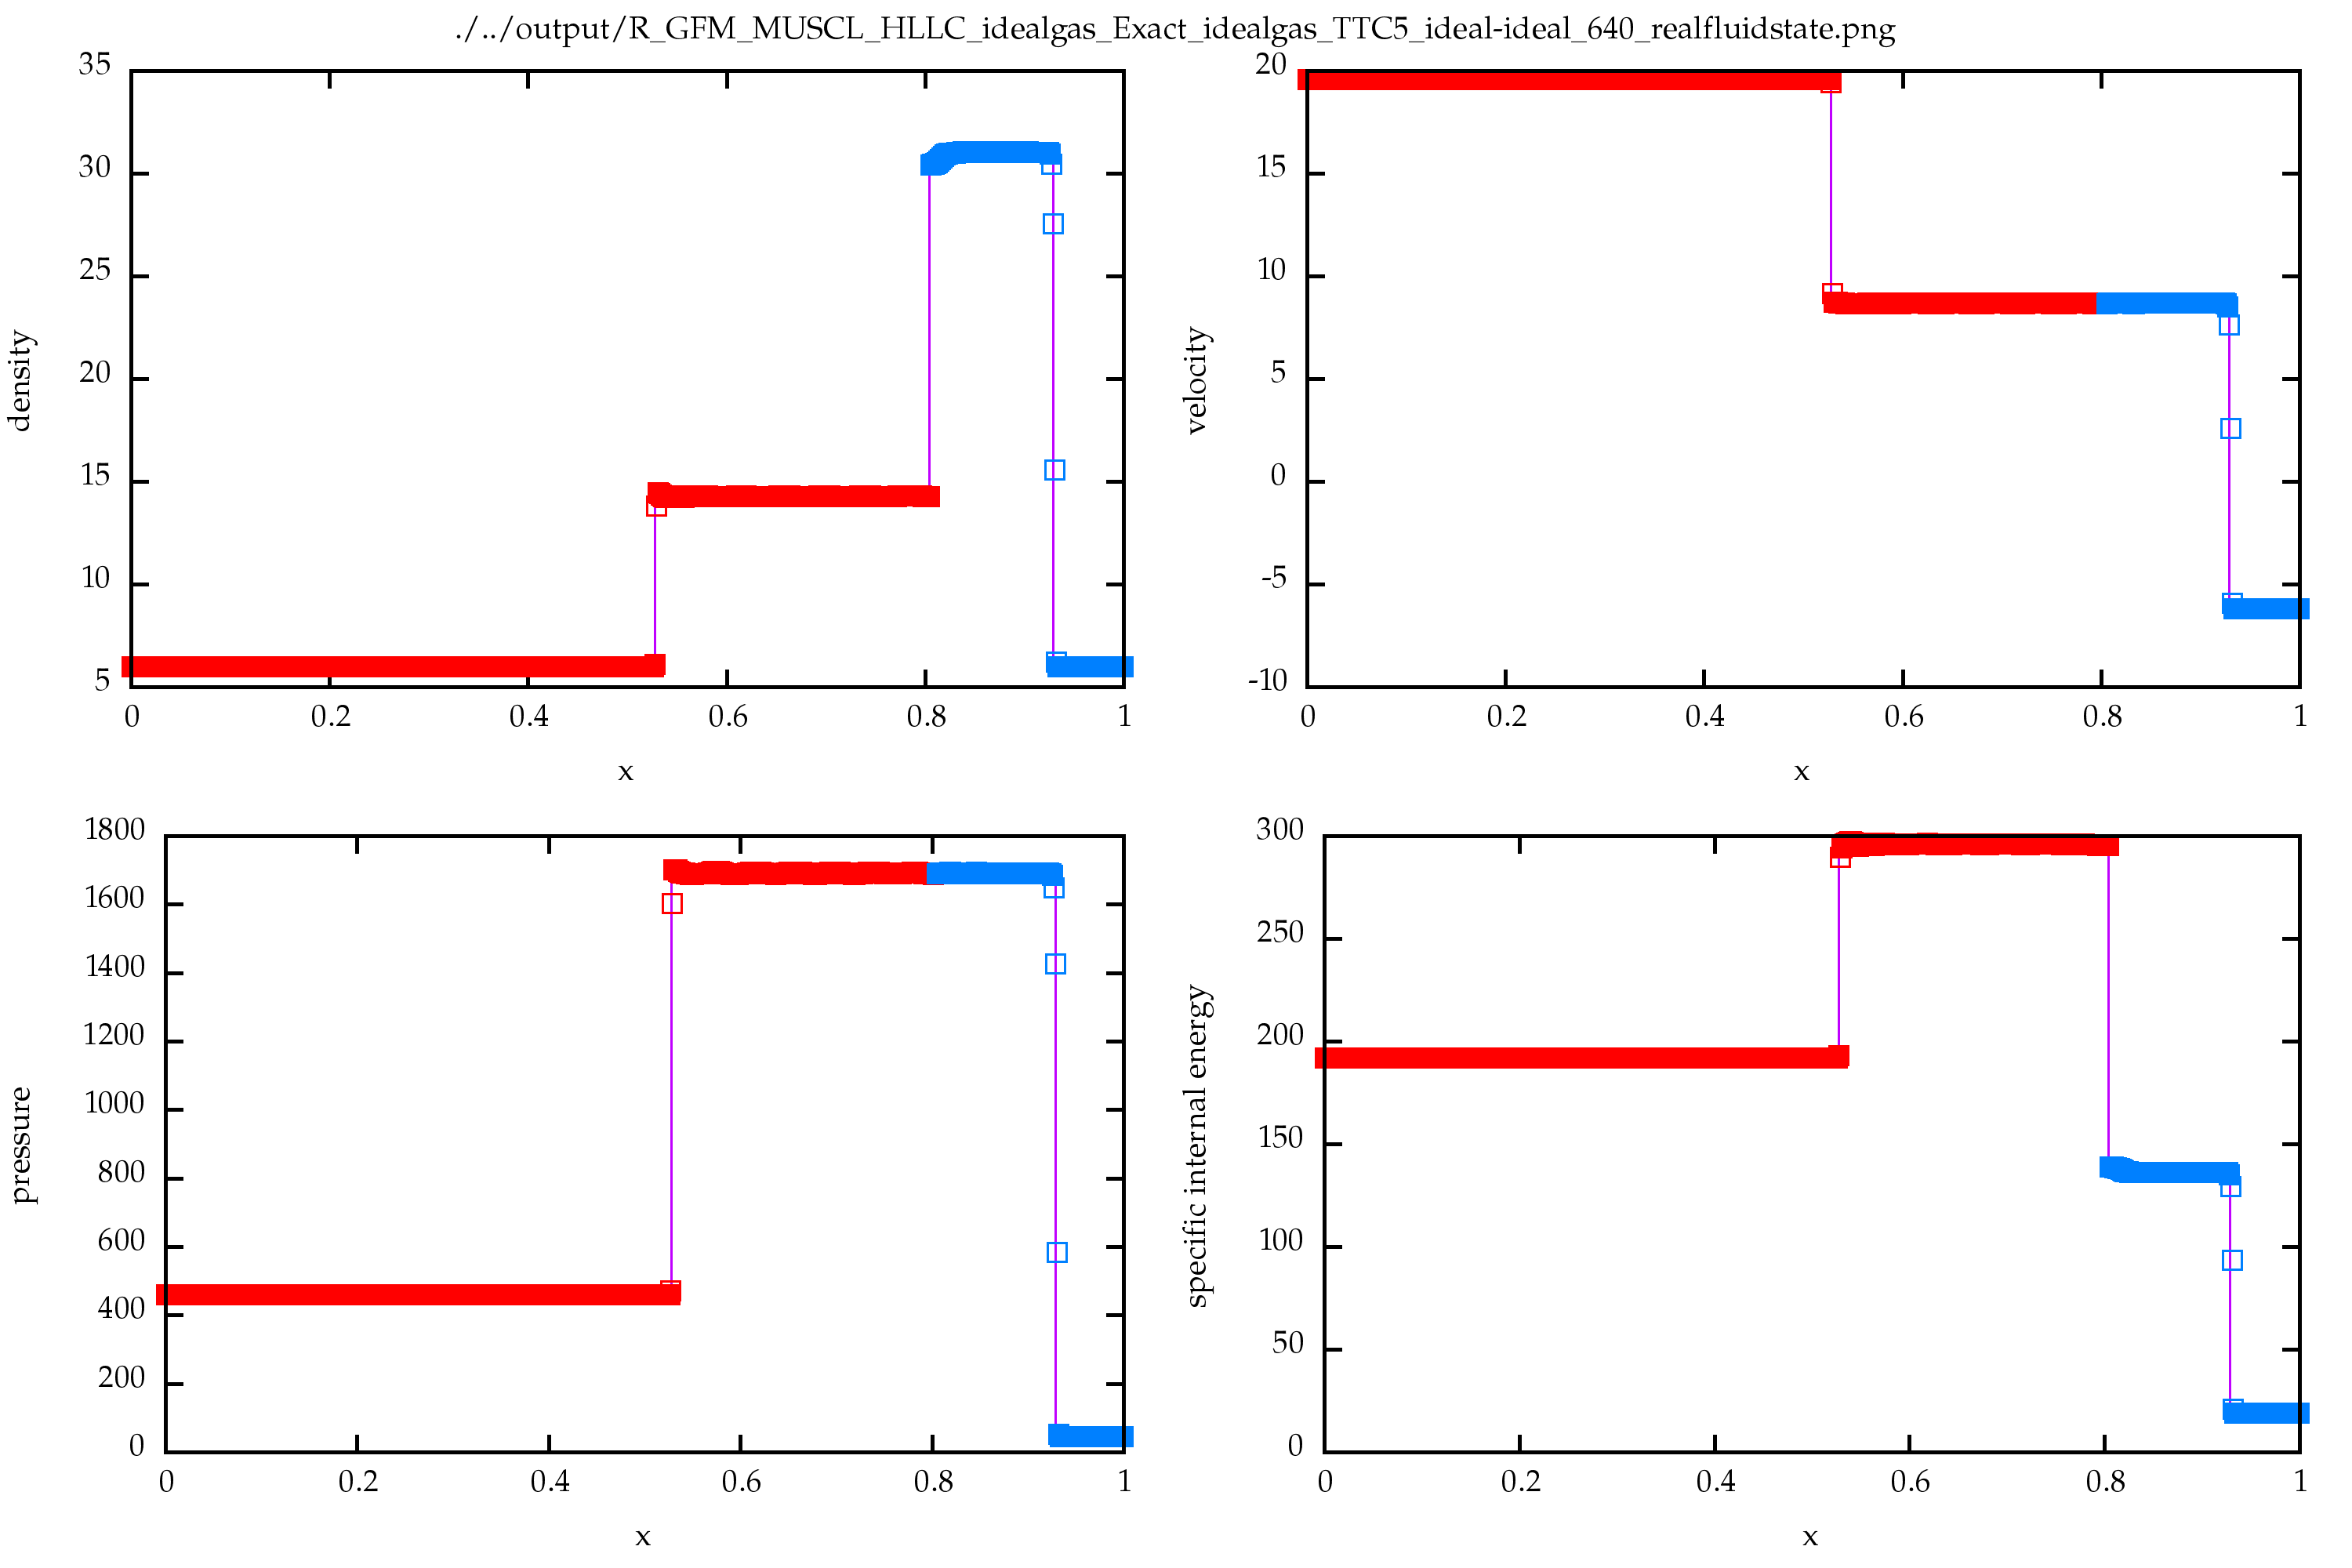 ./../output/R_GFM_MUSCL_HLLC_idealgas_Exact_idealgas_TTC5_ideal-ideal_640_realfluidstate.png
35
30
25
20
15
10
5
density
0 0.2 0.4 0.6 0.8 1
x
20
15
10
5
0
-5
-10
velocity
0 0.2 0.4 0.6 0.8 1
x
1800
1600
1400
1200
1000
800
600
400
200
0
pressure
0 0.2 0.4 0.6 0.8 1
x
300
250
200
150
100
50
0
specific internal energy
0 0.2 0.4 0.6 0.8 1
x